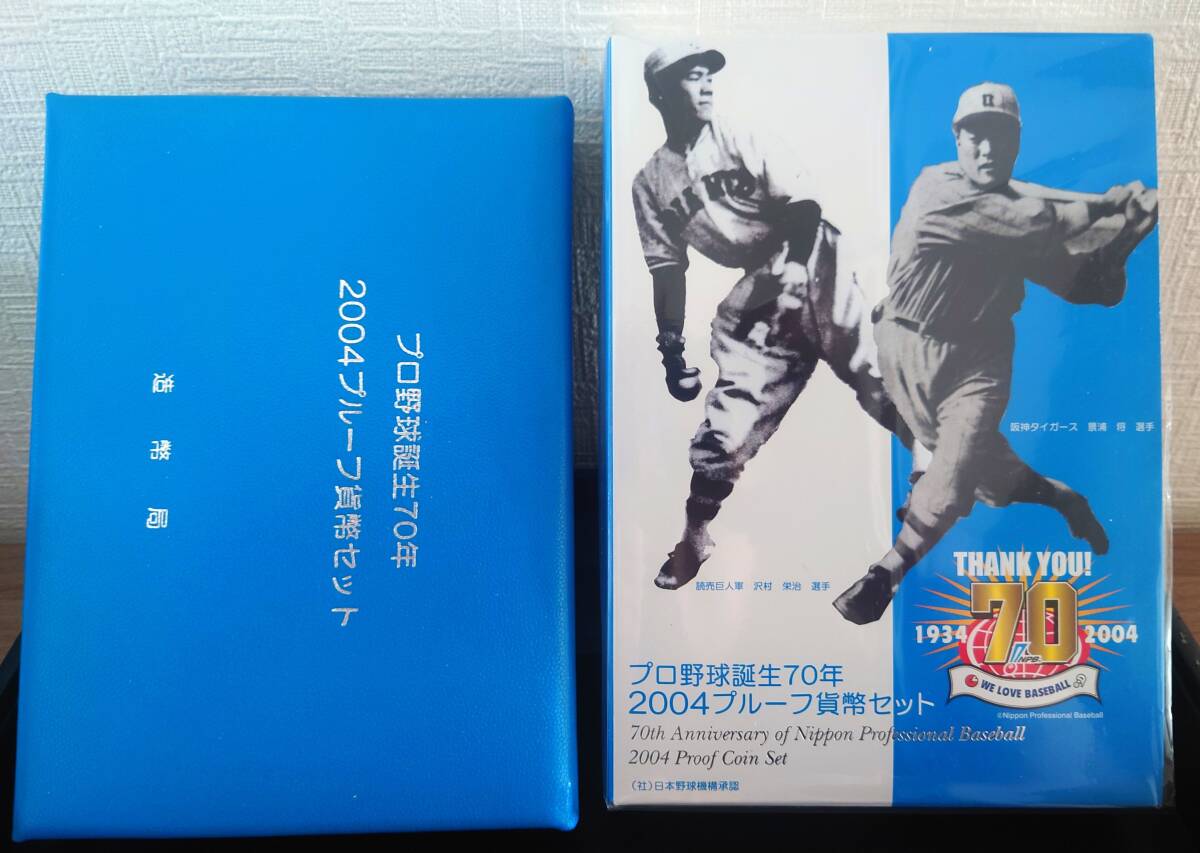 プロ野球誕生70年
2004プルーフ貨幣セット
造幣局
阪神タイガース 景浦 将 選手
読売巨人軍 沢村 栄治 選手
THANK YOU!
1934 70 2004
NPB
WE LOVE BASEBALL
©Nippon Professional Baseball
プロ野球誕生70年
2004プルーフ貨幣セット
70th Anniversary of Nippon Professional Baseball
2004 Proof Coin Set
(社)日本野球機構承認